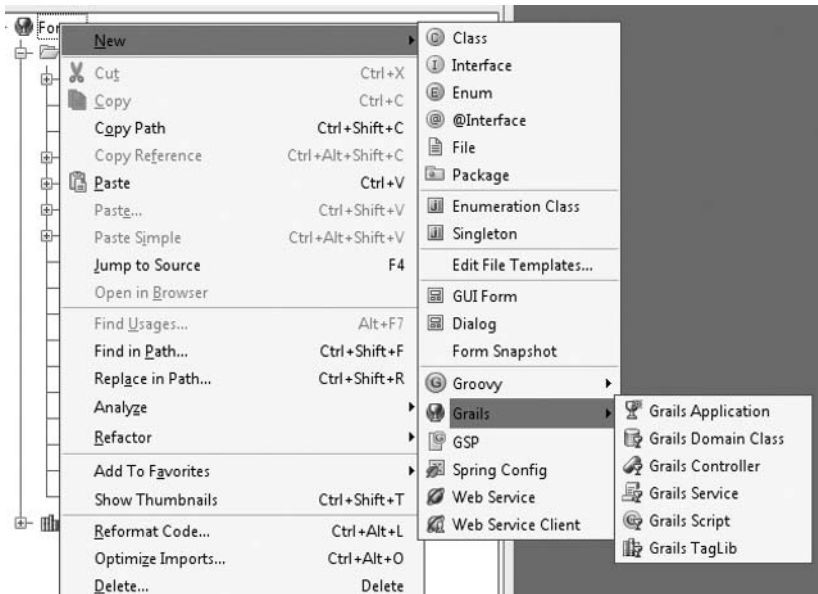 For
New
Cut Ctrl+X
Copy Ctrl+C
Copy Path Ctrl+Shift+C
Copy Reference Ctrl+Alt+Shift+C
Paste Ctrl+V
Paste... Ctrl+Shift+V
Paste Simple Ctrl+Alt+Shift+V
Jump to Source F4
Open in Browser
Find Usages... Alt+F7
Find in Path... Ctrl+Shift+F
Replace in Path... Ctrl+Shift+R
Analyze
Refactor
Add To Favorites
Show Thumbnails Ctrl+Shift+T
Reformat Code... Ctrl+Alt+L
Optimize Imports... Ctrl+Alt+O
Delete... Delete
Class
Interface
Enum
@Interface
File
Package
Enumeration Class
Singleton
Edit File Templates...
GUI Form
Dialog
Form Snapshot
Groovy
Grails
GSP
Spring Config
Web Service
Web Service Client
Grails Application
Grails Domain Class
Grails Controller
Grails Service
Grails Script
Grails TagLib